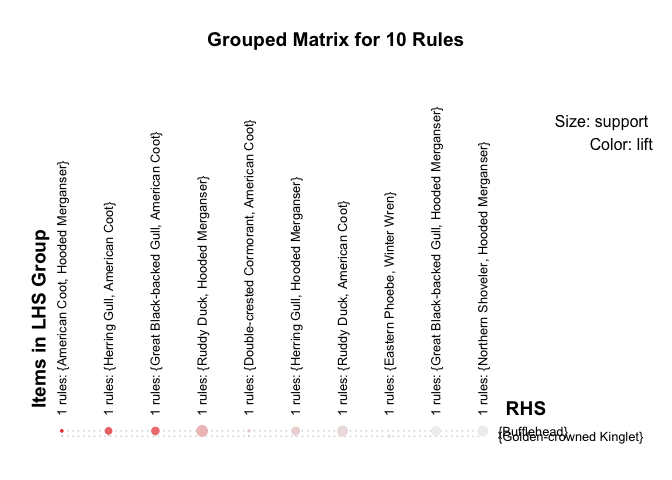 Grouped Matrix for 10 Rules
Size: support
Color: lift
Items in LHS Group
1 rules: {American Coot, Hooded Merganser}
1 rules: {Herring Gull, American Coot}
1 rules: {Great Black-backed Gull, American Coot}
1 rules: {Ruddy Duck, Hooded Merganser}
1 rules: {Double-crested Cormorant, American Coot}
1 rules: {Herring Gull, Hooded Merganser}
1 rules: {Ruddy Duck, American Coot}
1 rules: {Eastern Phoebe, Winter Wren}
1 rules: {Great Black-backed Gull, Hooded Merganser}
1 rules: {Northern Shoveler, Hooded Merganser}
RHS
{Bufflehead}
{Golden-crowned Kinglet}